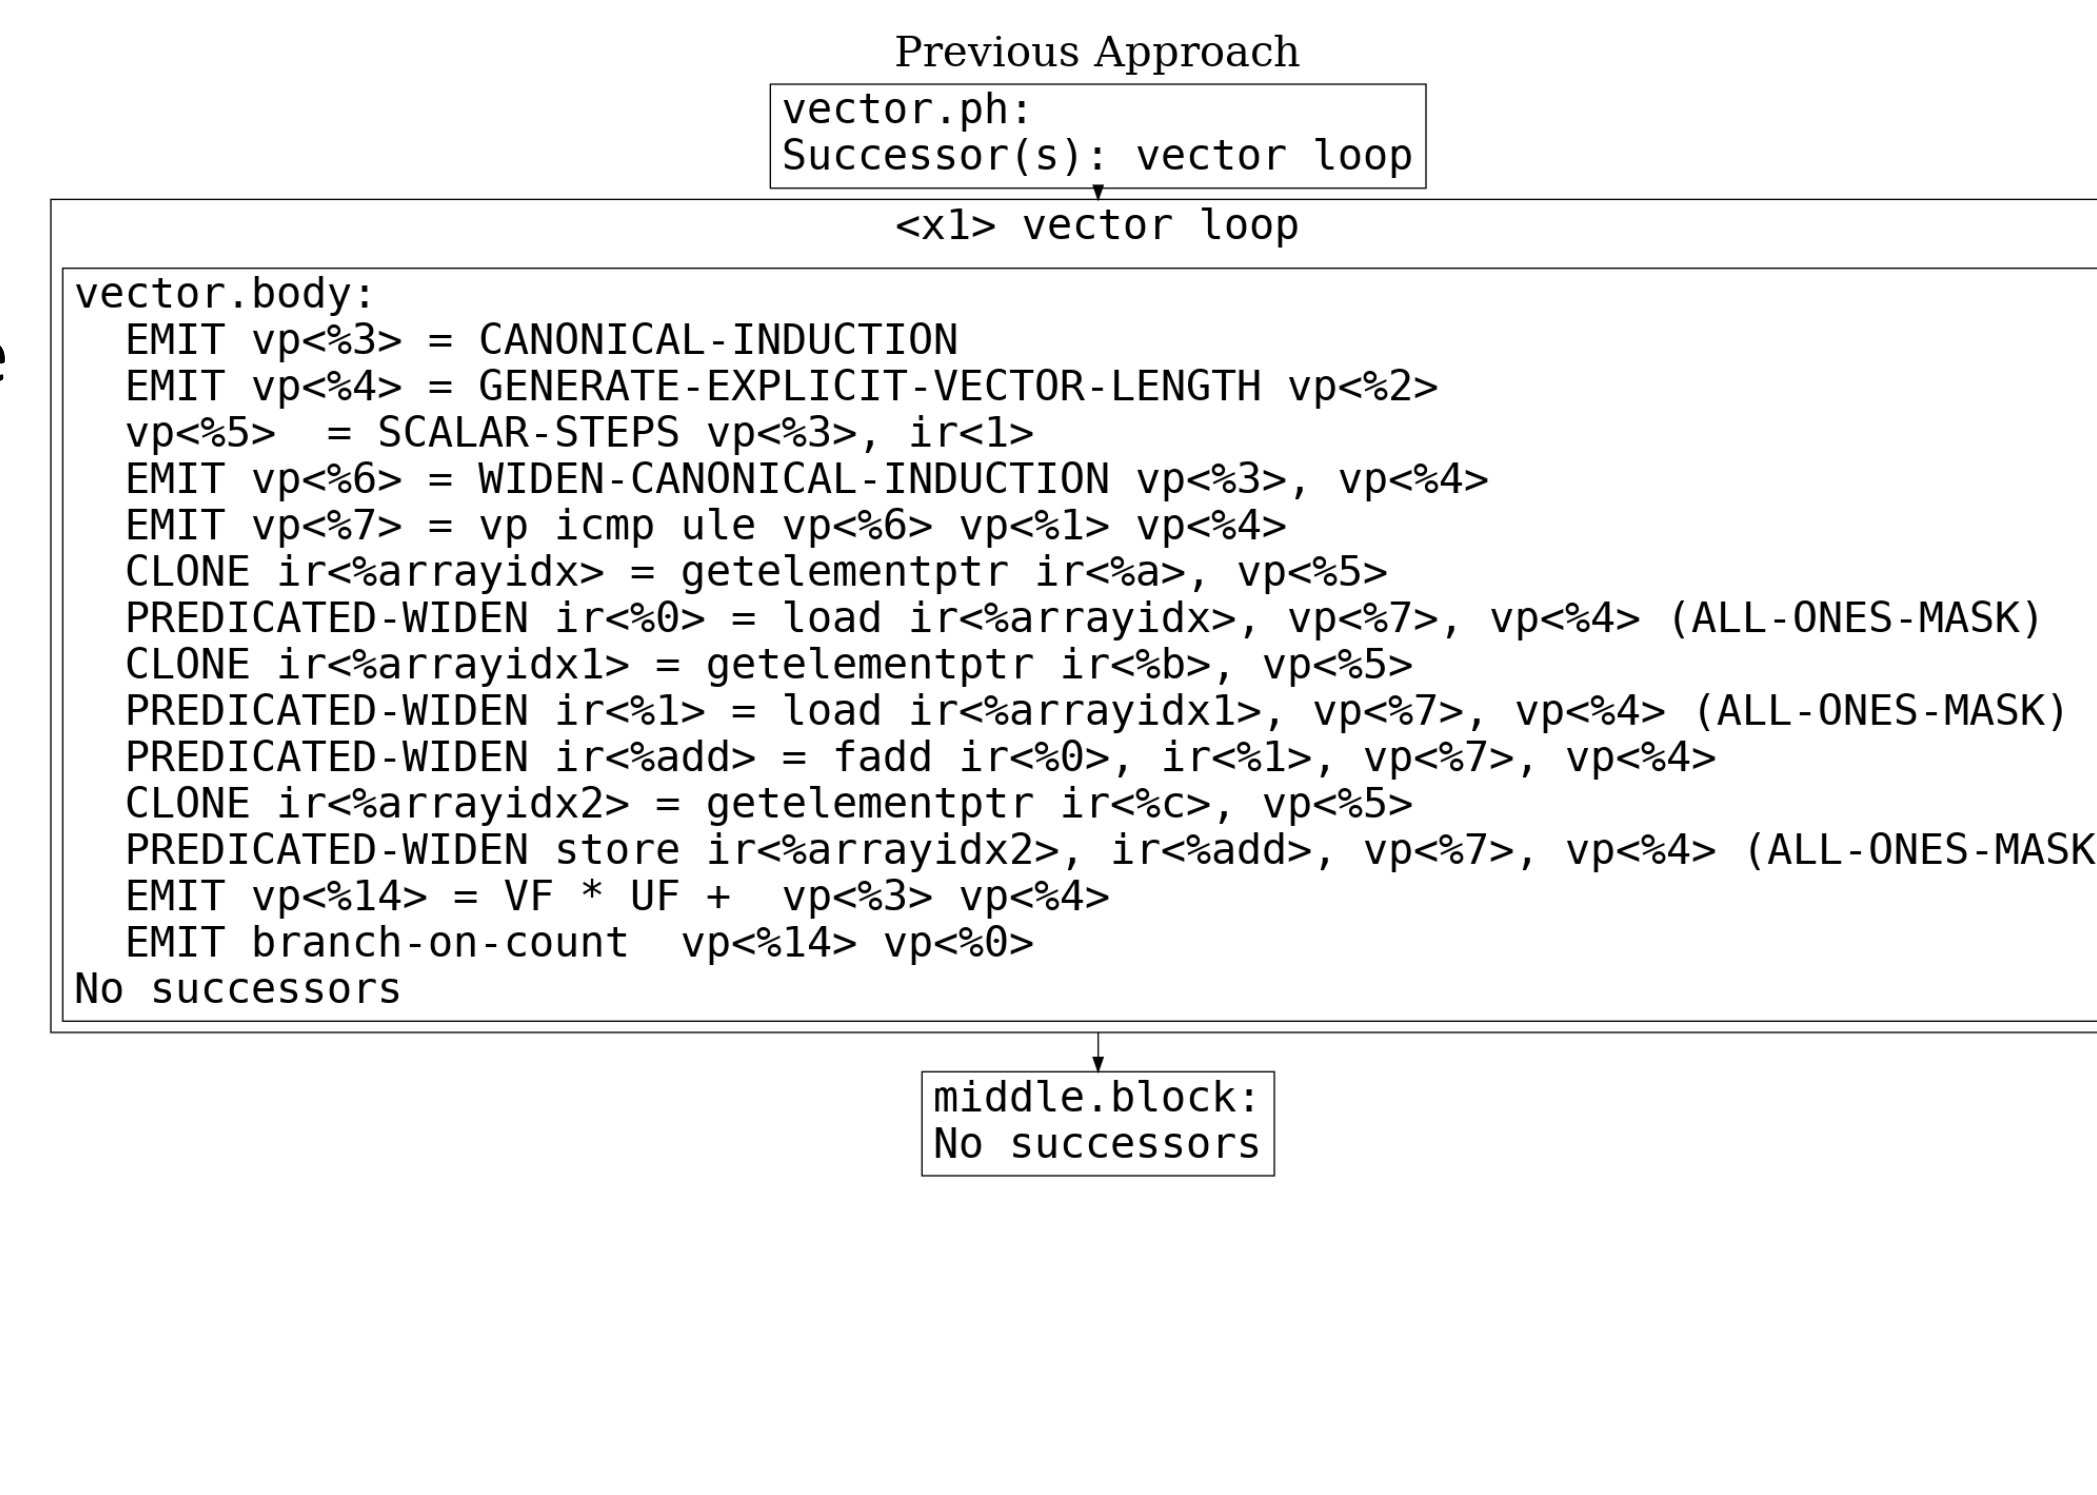 Previous Approach
vector.ph:
Successor(s): vector loop
<x1> vector loop
vector.body:
  EMIT vp<%3> = CANONICAL-INDUCTION
  EMIT vp<%4> = GENERATE-EXPLICIT-VECTOR-LENGTH vp<%2>
  vp<%5>  = SCALAR-STEPS vp<%3>, ir<1>
  EMIT vp<%6> = WIDEN-CANONICAL-INDUCTION vp<%3>, vp<%4>
  EMIT vp<%7> = vp icmp ule vp<%6> vp<%1> vp<%4>
  CLONE ir<%arrayidx> = getelementptr ir<%a>, vp<%5>
  PREDICATED-WIDEN ir<%0> = load ir<%arrayidx>, vp<%7>, vp<%4> (ALL-ONES-MASK)
  CLONE ir<%arrayidx1> = getelementptr ir<%b>, vp<%5>
  PREDICATED-WIDEN ir<%1> = load ir<%arrayidx1>, vp<%7>, vp<%4> (ALL-ONES-MASK)
  PREDICATED-WIDEN ir<%add> = fadd ir<%0>, ir<%1>, vp<%7>, vp<%4>
  CLONE ir<%arrayidx2> = getelementptr ir<%c>, vp<%5>
  PREDICATED-WIDEN store ir<%arrayidx2>, ir<%add>, vp<%7>, vp<%4> (ALL-ONES-MASK
  EMIT vp<%14> = VF * UF +  vp<%3> vp<%4>
  EMIT branch-on-count  vp<%14> vp<%0>
No successors
middle.block:
No successors